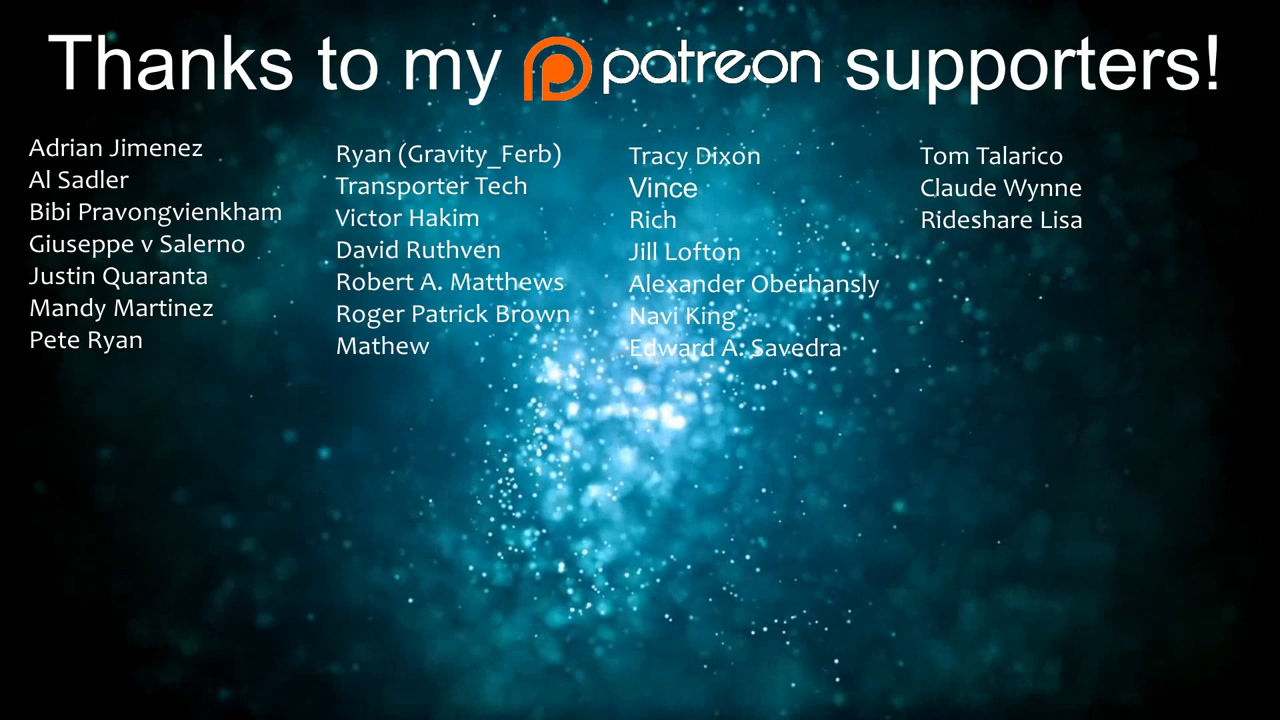 Thanks to my patreon supporters!
Adrian Jimenez
Al Sadler
Bibi Pravongvienkham
Giuseppe v Salerno
Justin Quaranta
Mandy Martinez
Pete Ryan
Ryan (Gravity_Ferb)
Transporter Tech
Victor Hakim
David Ruthven
Robert A. Matthews
Roger Patrick Brown
Mathew
Tracy Dixon
Vince
Rich
Jill Lofton
Alexander Oberhansly
Navi King
Edward A. Savedra
Tom Talarico
Claude Wynne
Rideshare Lisa